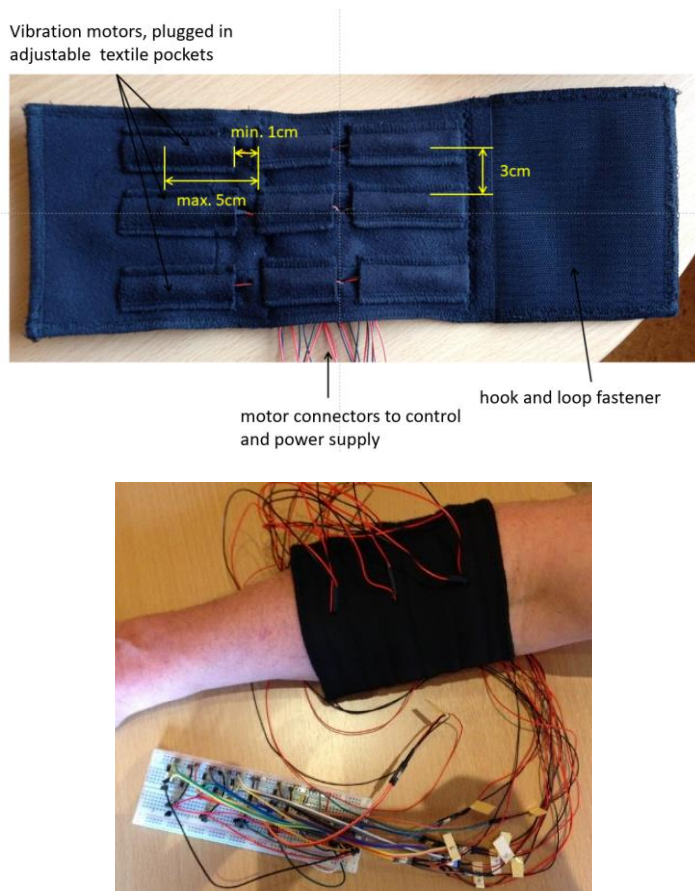 Vibration motors, plugged in
adjustable  textile pockets
min. 1cm
max. 5cm
3cm
hook and loop fastener
motor connectors to control
and power supply